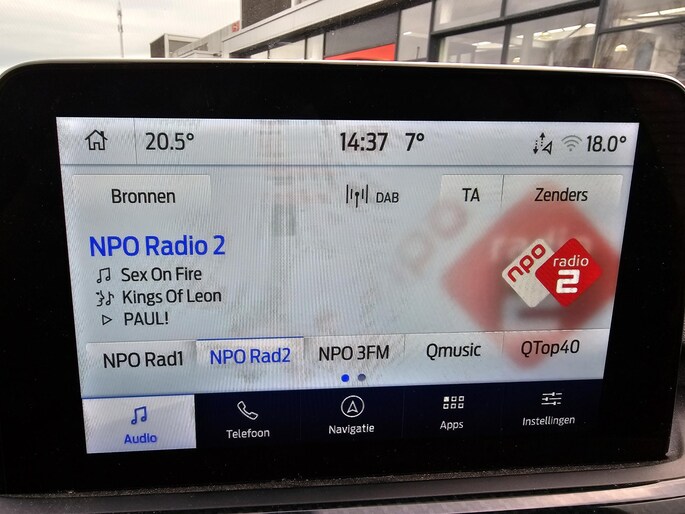 20.5° 14:37 7° 18.0°
Bronnen DAB TA Zenders
NPO Radio 2
Sex On Fire
Kings Of Leon
PAUL!
npo radio 2
NPO Rad1 NPO Rad2 NPO 3FM Qmusic QTop40
Audio Telefoon Navigatie Apps Instellingen